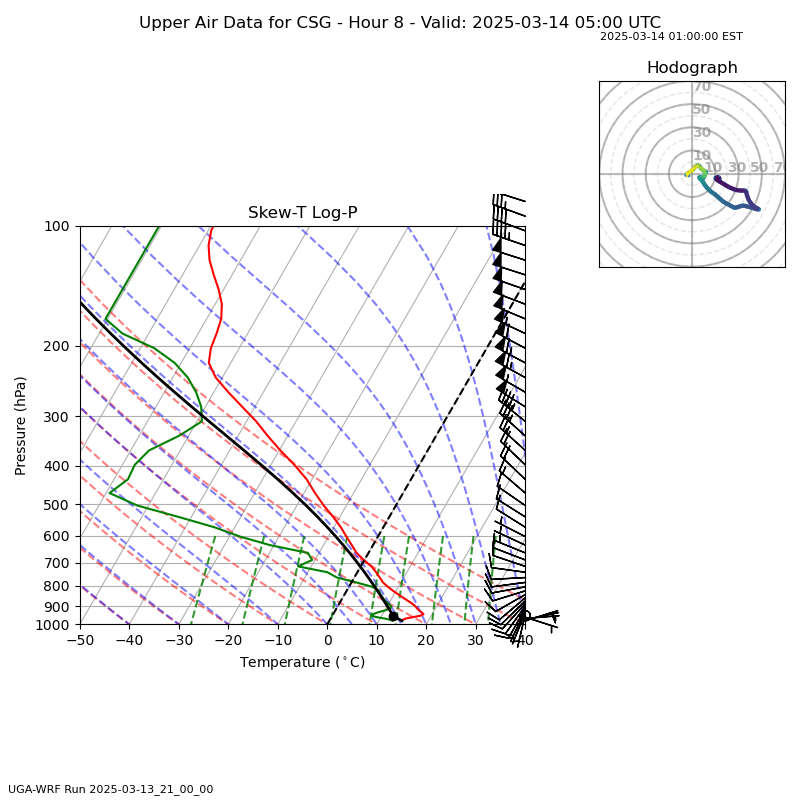 Upper Air Data for CSG - Hour 8 - Valid: 2025-03-14 05:00 UTC
2025-03-14 01:00:00 EST
Hodograph
70
50
30
10
10 30 50 70
Skew-T Log-P
100
200
300
400
500
600
700
800
900
1000
Pressure (hPa)
−50 −40 −30 −20 −10 0 10 20 30 40
Temperature (°C)
UGA-WRF Run 2025-03-13_21_00_00